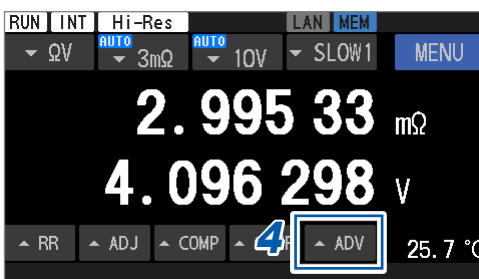 RUN INT Hi-Res LAN MEM
ΩV AUTO 3mΩ AUTO 10V SLOW1 MENU
2.995 33 mΩ
4.096 298 V
RR ADJ COMP 4 ADV 25.7 °C